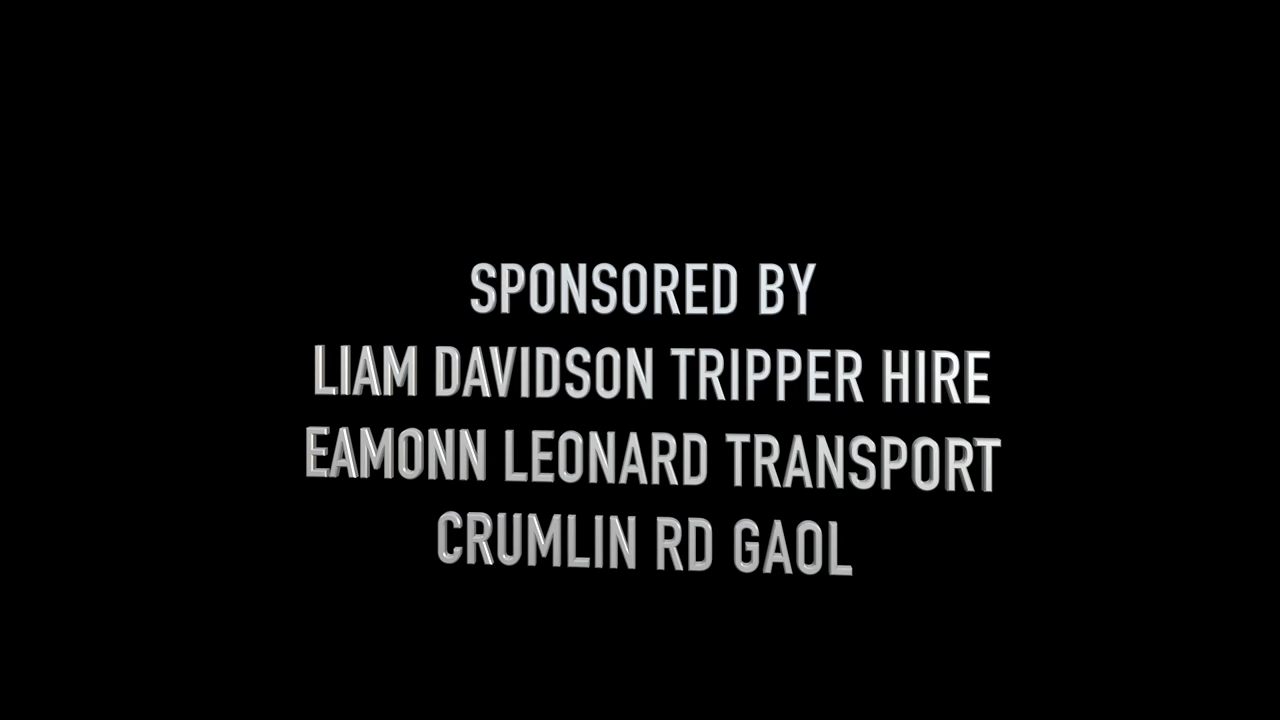 SPONSORED BY
LIAM DAVIDSON TRIPPER HIRE
EAMONN LEONARD TRANSPORT
CRUMLIN RD GAOL